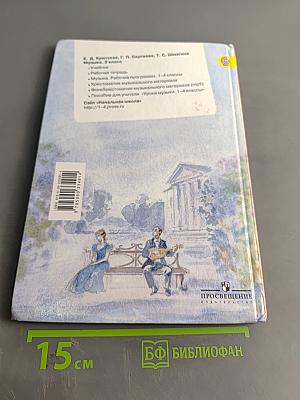 Е. Д. Критская, Г. П. Сергеева, Т. С. Шмагина
Музыка. 3 класс
- Учебник
- Рабочая тетрадь
- Музыка. Рабочие программы. 1–4 классы
- Хрестоматия музыкального материала
- Фонохрестоматия музыкального материала (mp3)
- Пособие для учителя «Уроки музыки. 1–4 классы»
Сайт «Начальная школа»
http://1-4.prosv.ru
ПРОСВЕЩЕНИЕ
ИЗДАТЕЛЬСТВО
15 см
БФ БИБЛИОФАН